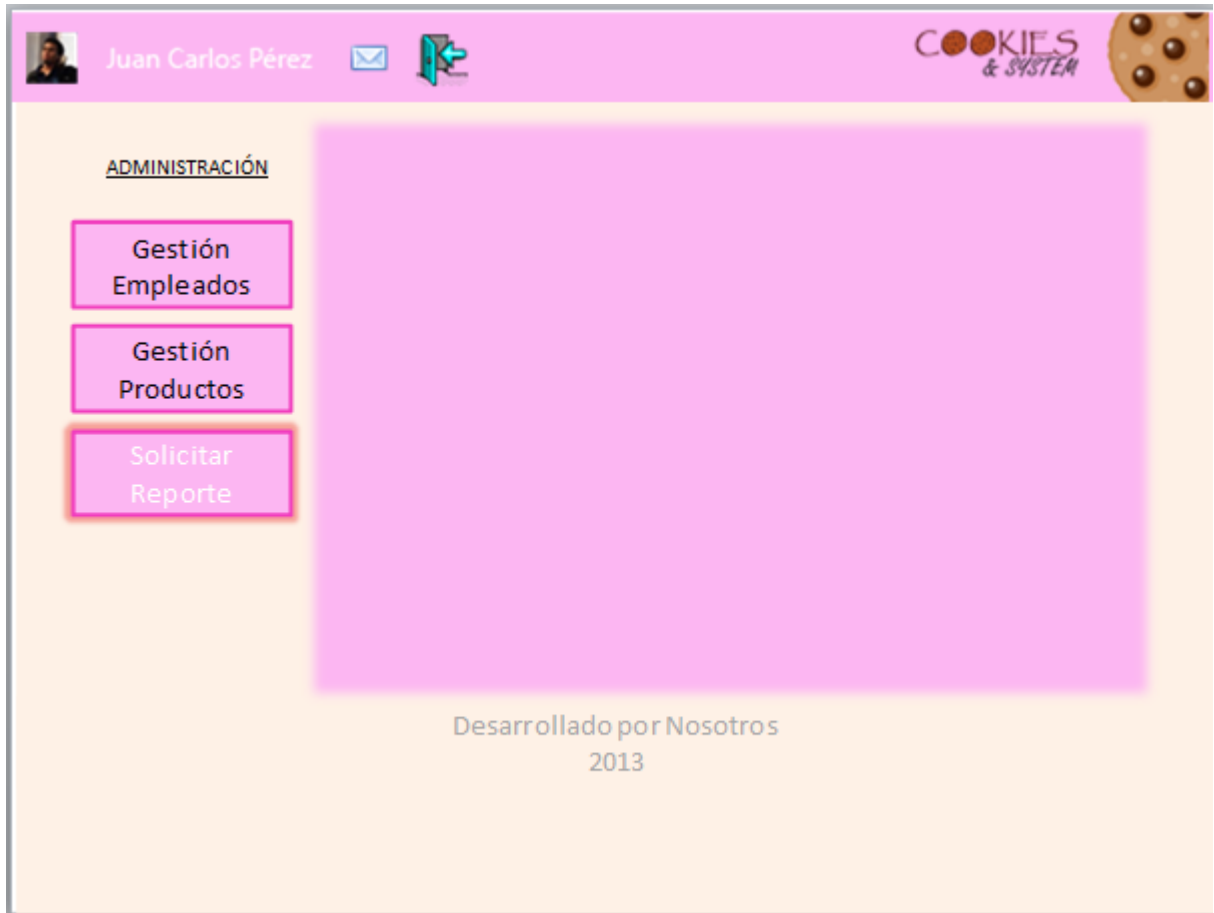 Juan Carlos Pérez
COOKIES
& SYSTEM
ADMINISTRACIÓN
Gestión
Empleados
Gestión
Productos
Solicitar
Reporte
Desarrollado por Nosotros
2013